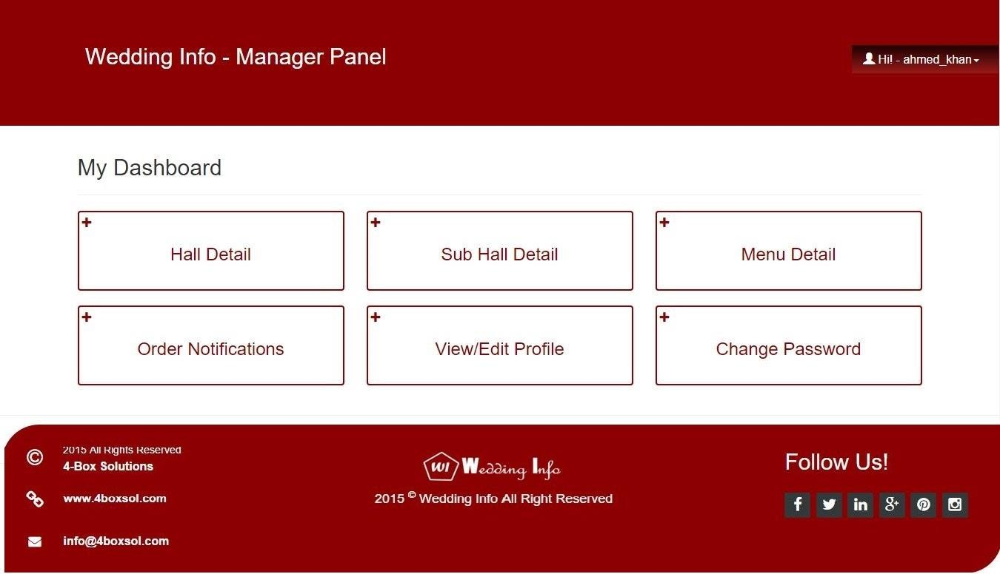 Wedding Info - Manager Panel
Hi! - ahmed_khan
My Dashboard
Hall Detail
Sub Hall Detail
Menu Detail
Order Notifications
View/Edit Profile
Change Password
© 2015 All Rights Reserved
4-Box Solutions
www.4boxsol.com
info@4boxsol.com
WI Wedding Info
2015 © Wedding Info All Right Reserved
Follow Us!
f in g+